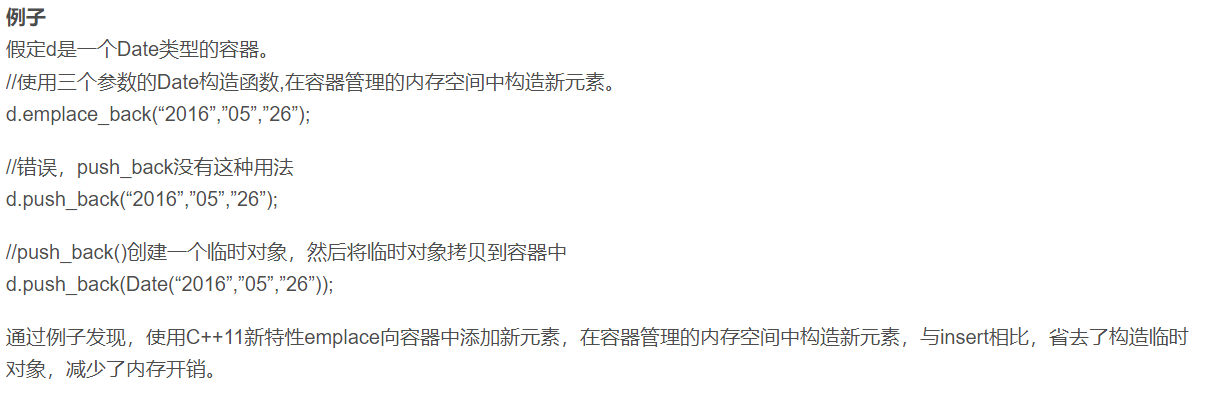 例子
假定d是一个Date类型的容器。
//使用三个参数的Date构造函数,在容器管理的内存空间中构造新元素。
d.emplace_back(“2016”,”05”,”26”);
//错误，push_back没有这种用法
d.push_back(“2016”,”05”,”26”);
//push_back()创建一个临时对象，然后将临时对象拷贝到容器中
d.push_back(Date(“2016”,”05”,”26”));
通过例子发现，使用C++11新特性emplace向容器中添加新元素，在容器管理的内存空间中构造新元素，与insert相比，省去了构造临时
对象，减少了内存开销。